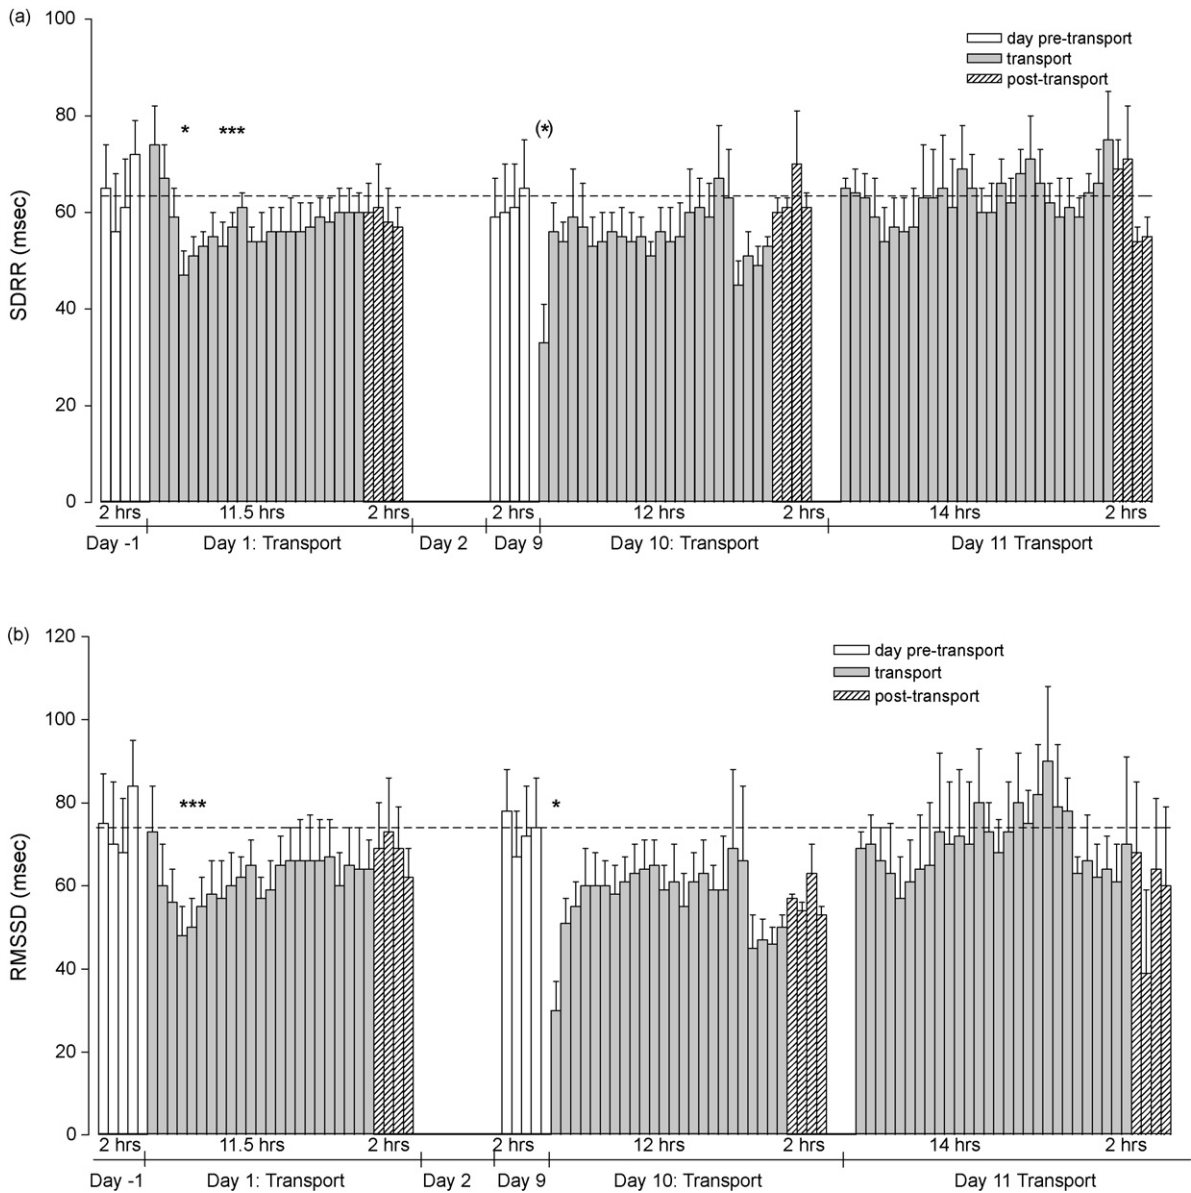 (a)
100
80
60
40
20
0
SDRR (msec)
day pre-transport
transport
post-transport
* *** (*)
2 hrs 11.5 hrs 2 hrs 2 hrs 12 hrs 2 hrs 14 hrs 2 hrs
Day -1 Day 1: Transport Day 2 Day 9 Day 10: Transport Day 11 Transport
(b)
120
100
80
60
40
20
0
RMSSD (msec)
day pre-transport
transport
post-transport
*** *
2 hrs 11.5 hrs 2 hrs 2 hrs 12 hrs 2 hrs 14 hrs 2 hrs
Day -1 Day 1: Transport Day 2 Day 9 Day 10: Transport Day 11 Transport